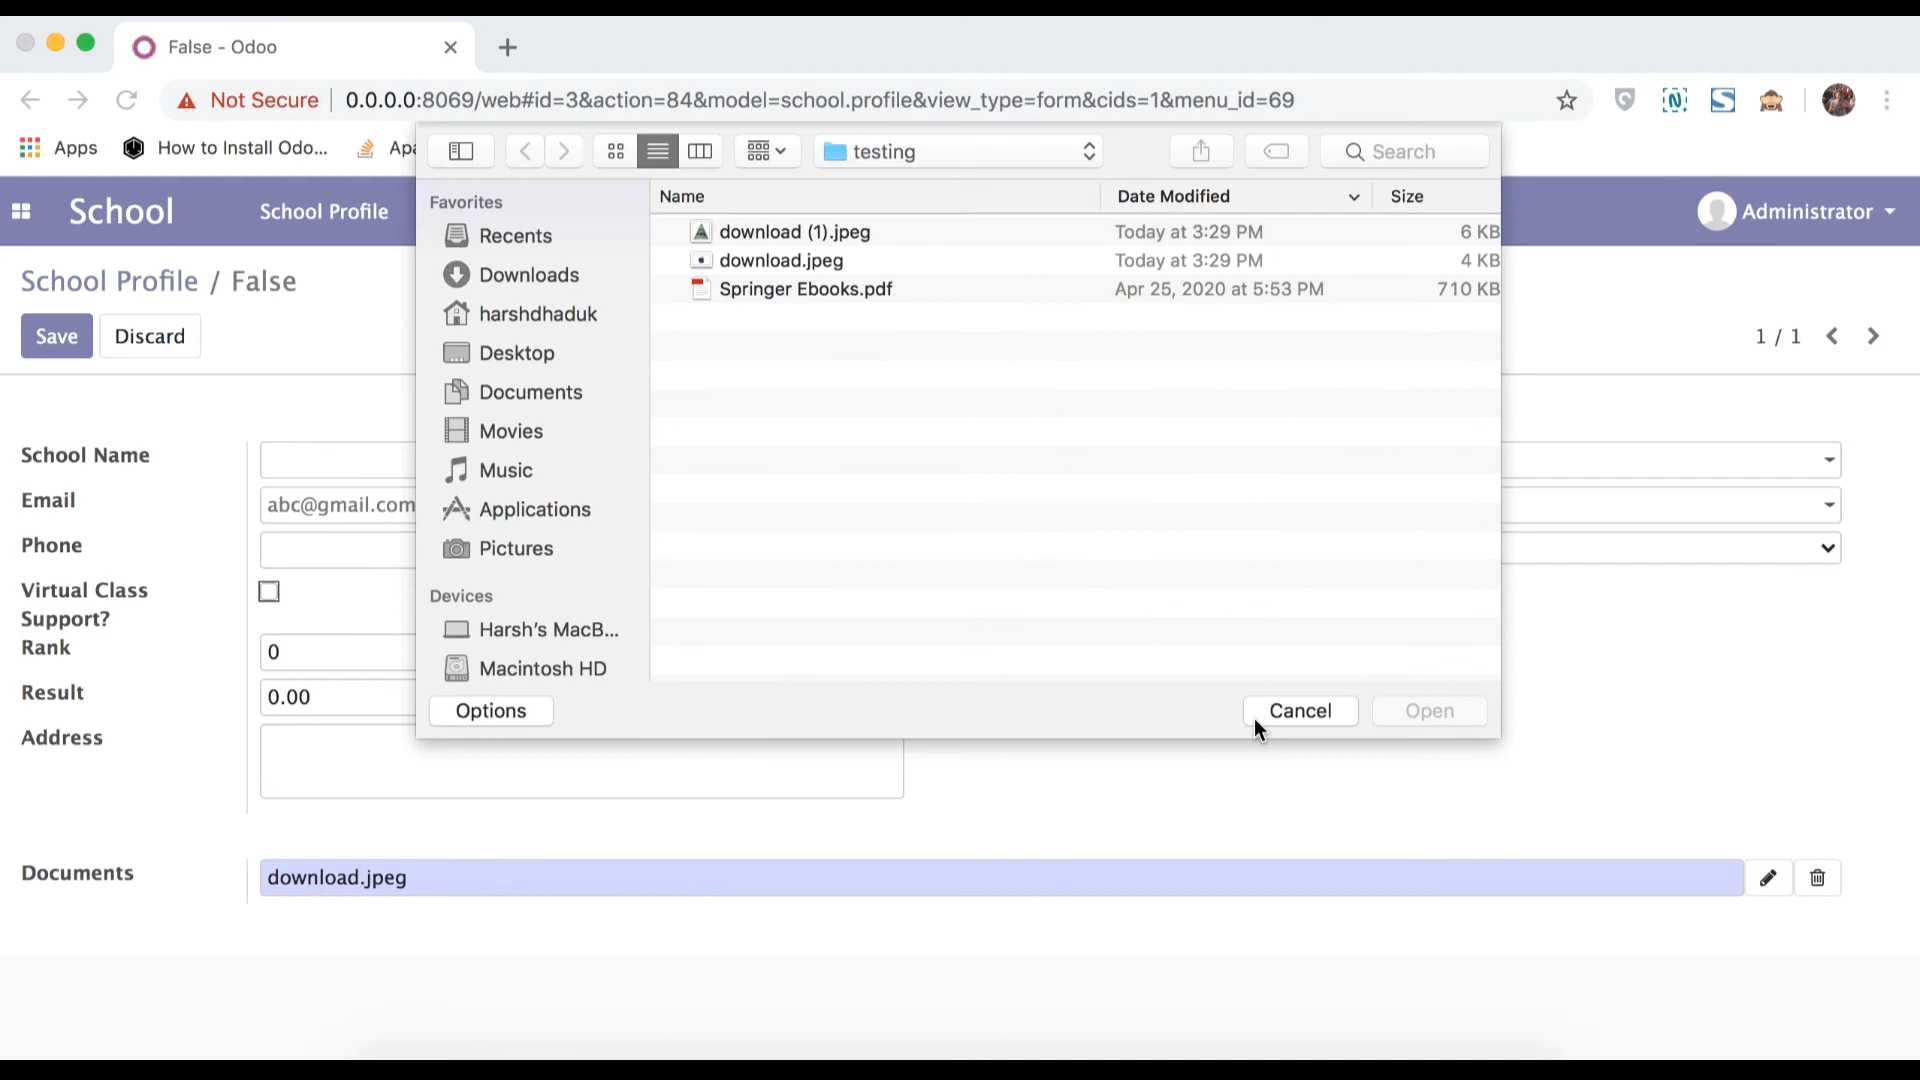 False - Odoo
Not Secure 0.0.0.0:8069/web#id=3&action=84&model=school.profile&view_type=form&cids=1&menu_id=69
Apps How to Install Odo... Apa
testing Search
School School Profile Administrator
Favorites Name Date Modified Size
Recents
Downloads
harshdhaduk
Desktop
Documents
Movies
Music
Applications
Pictures
Devices
Harsh's MacB...
Macintosh HD
download (1).jpeg Today at 3:29 PM 6 KB
download.jpeg Today at 3:29 PM 4 KB
Springer Ebooks.pdf Apr 25, 2020 at 5:53 PM 710 KB
Options Cancel Open
School Profile / False
Save Discard 1 / 1
School Name
Email abc@gmail.com
Phone
Virtual Class
Support?
Rank 0
Result 0.00
Address
Documents download.jpeg